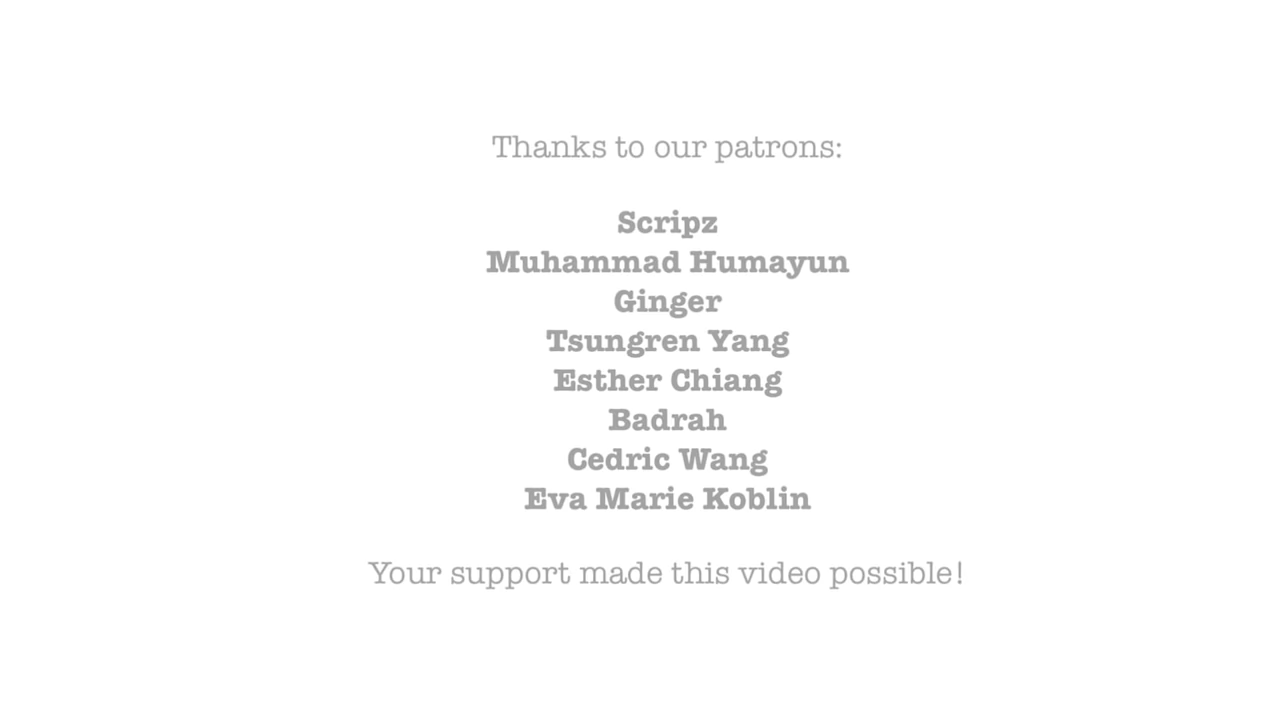 Thanks to our patrons:
Scripz
Muhammad Humayun
Ginger
Tsungren Yang
Esther Chiang
Badrah
Cedric Wang
Eva Marie Koblin
Your support made this video possible!